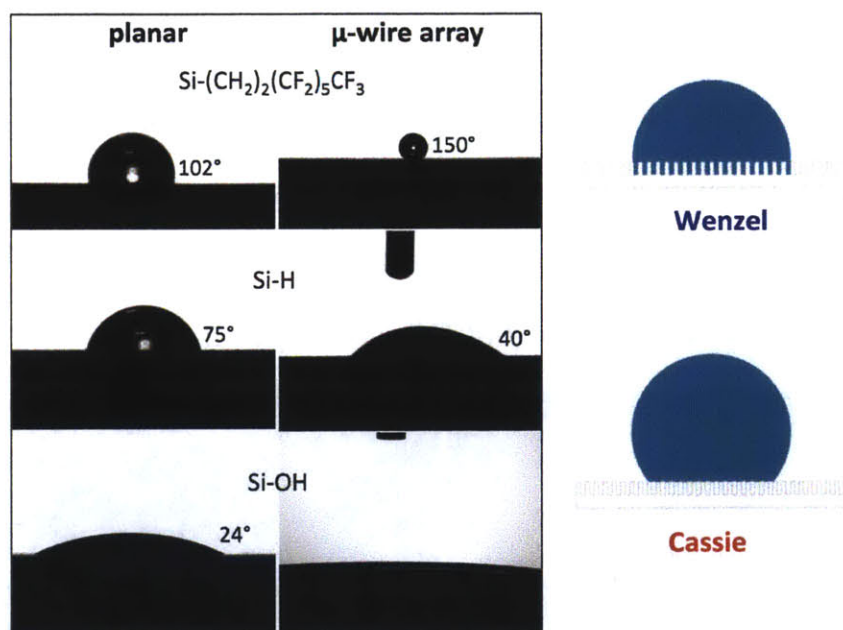 planar μ-wire array
Si-(CH₂)₂(CF₂)₅CF₃
102° 150°
Si-H
75° 40°
Si-OH
24°
Wenzel
Cassie